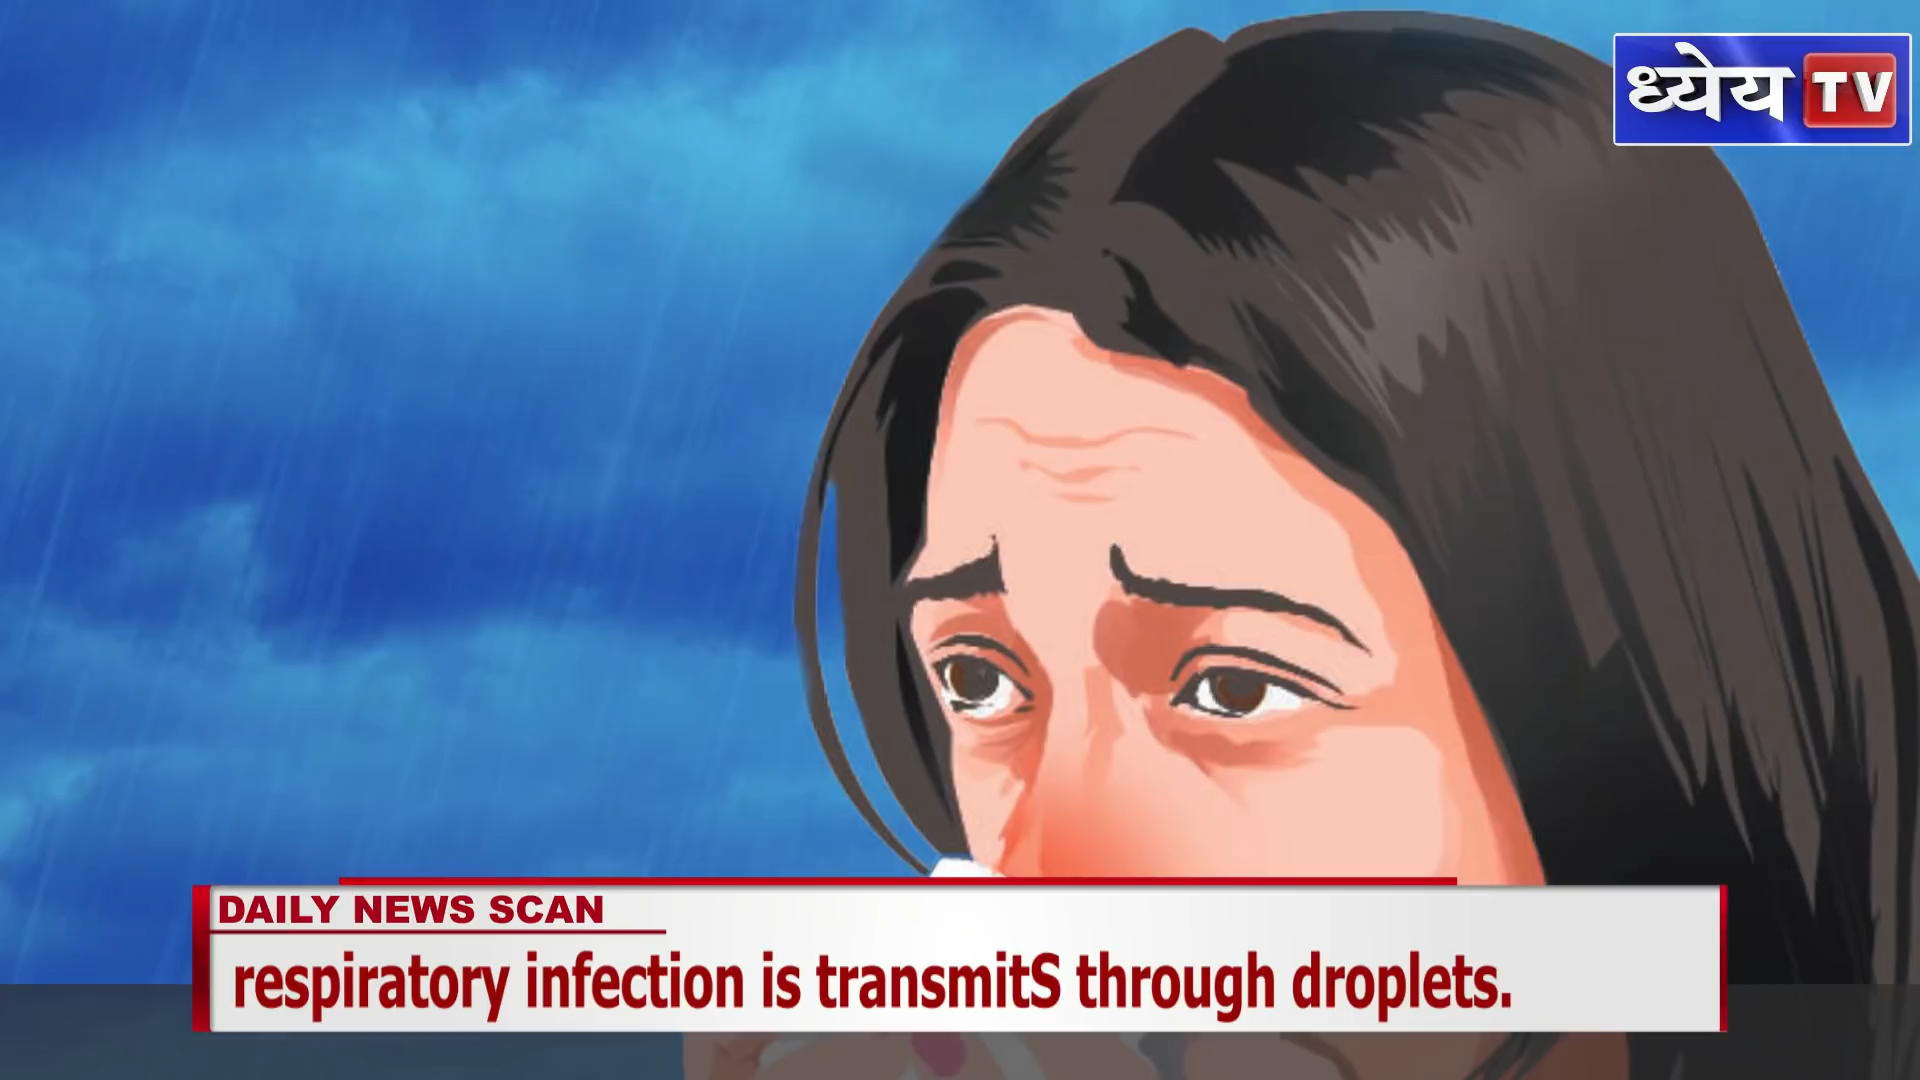 ध्येय TV
DAILY NEWS SCAN
respiratory infection is transmitS through droplets.